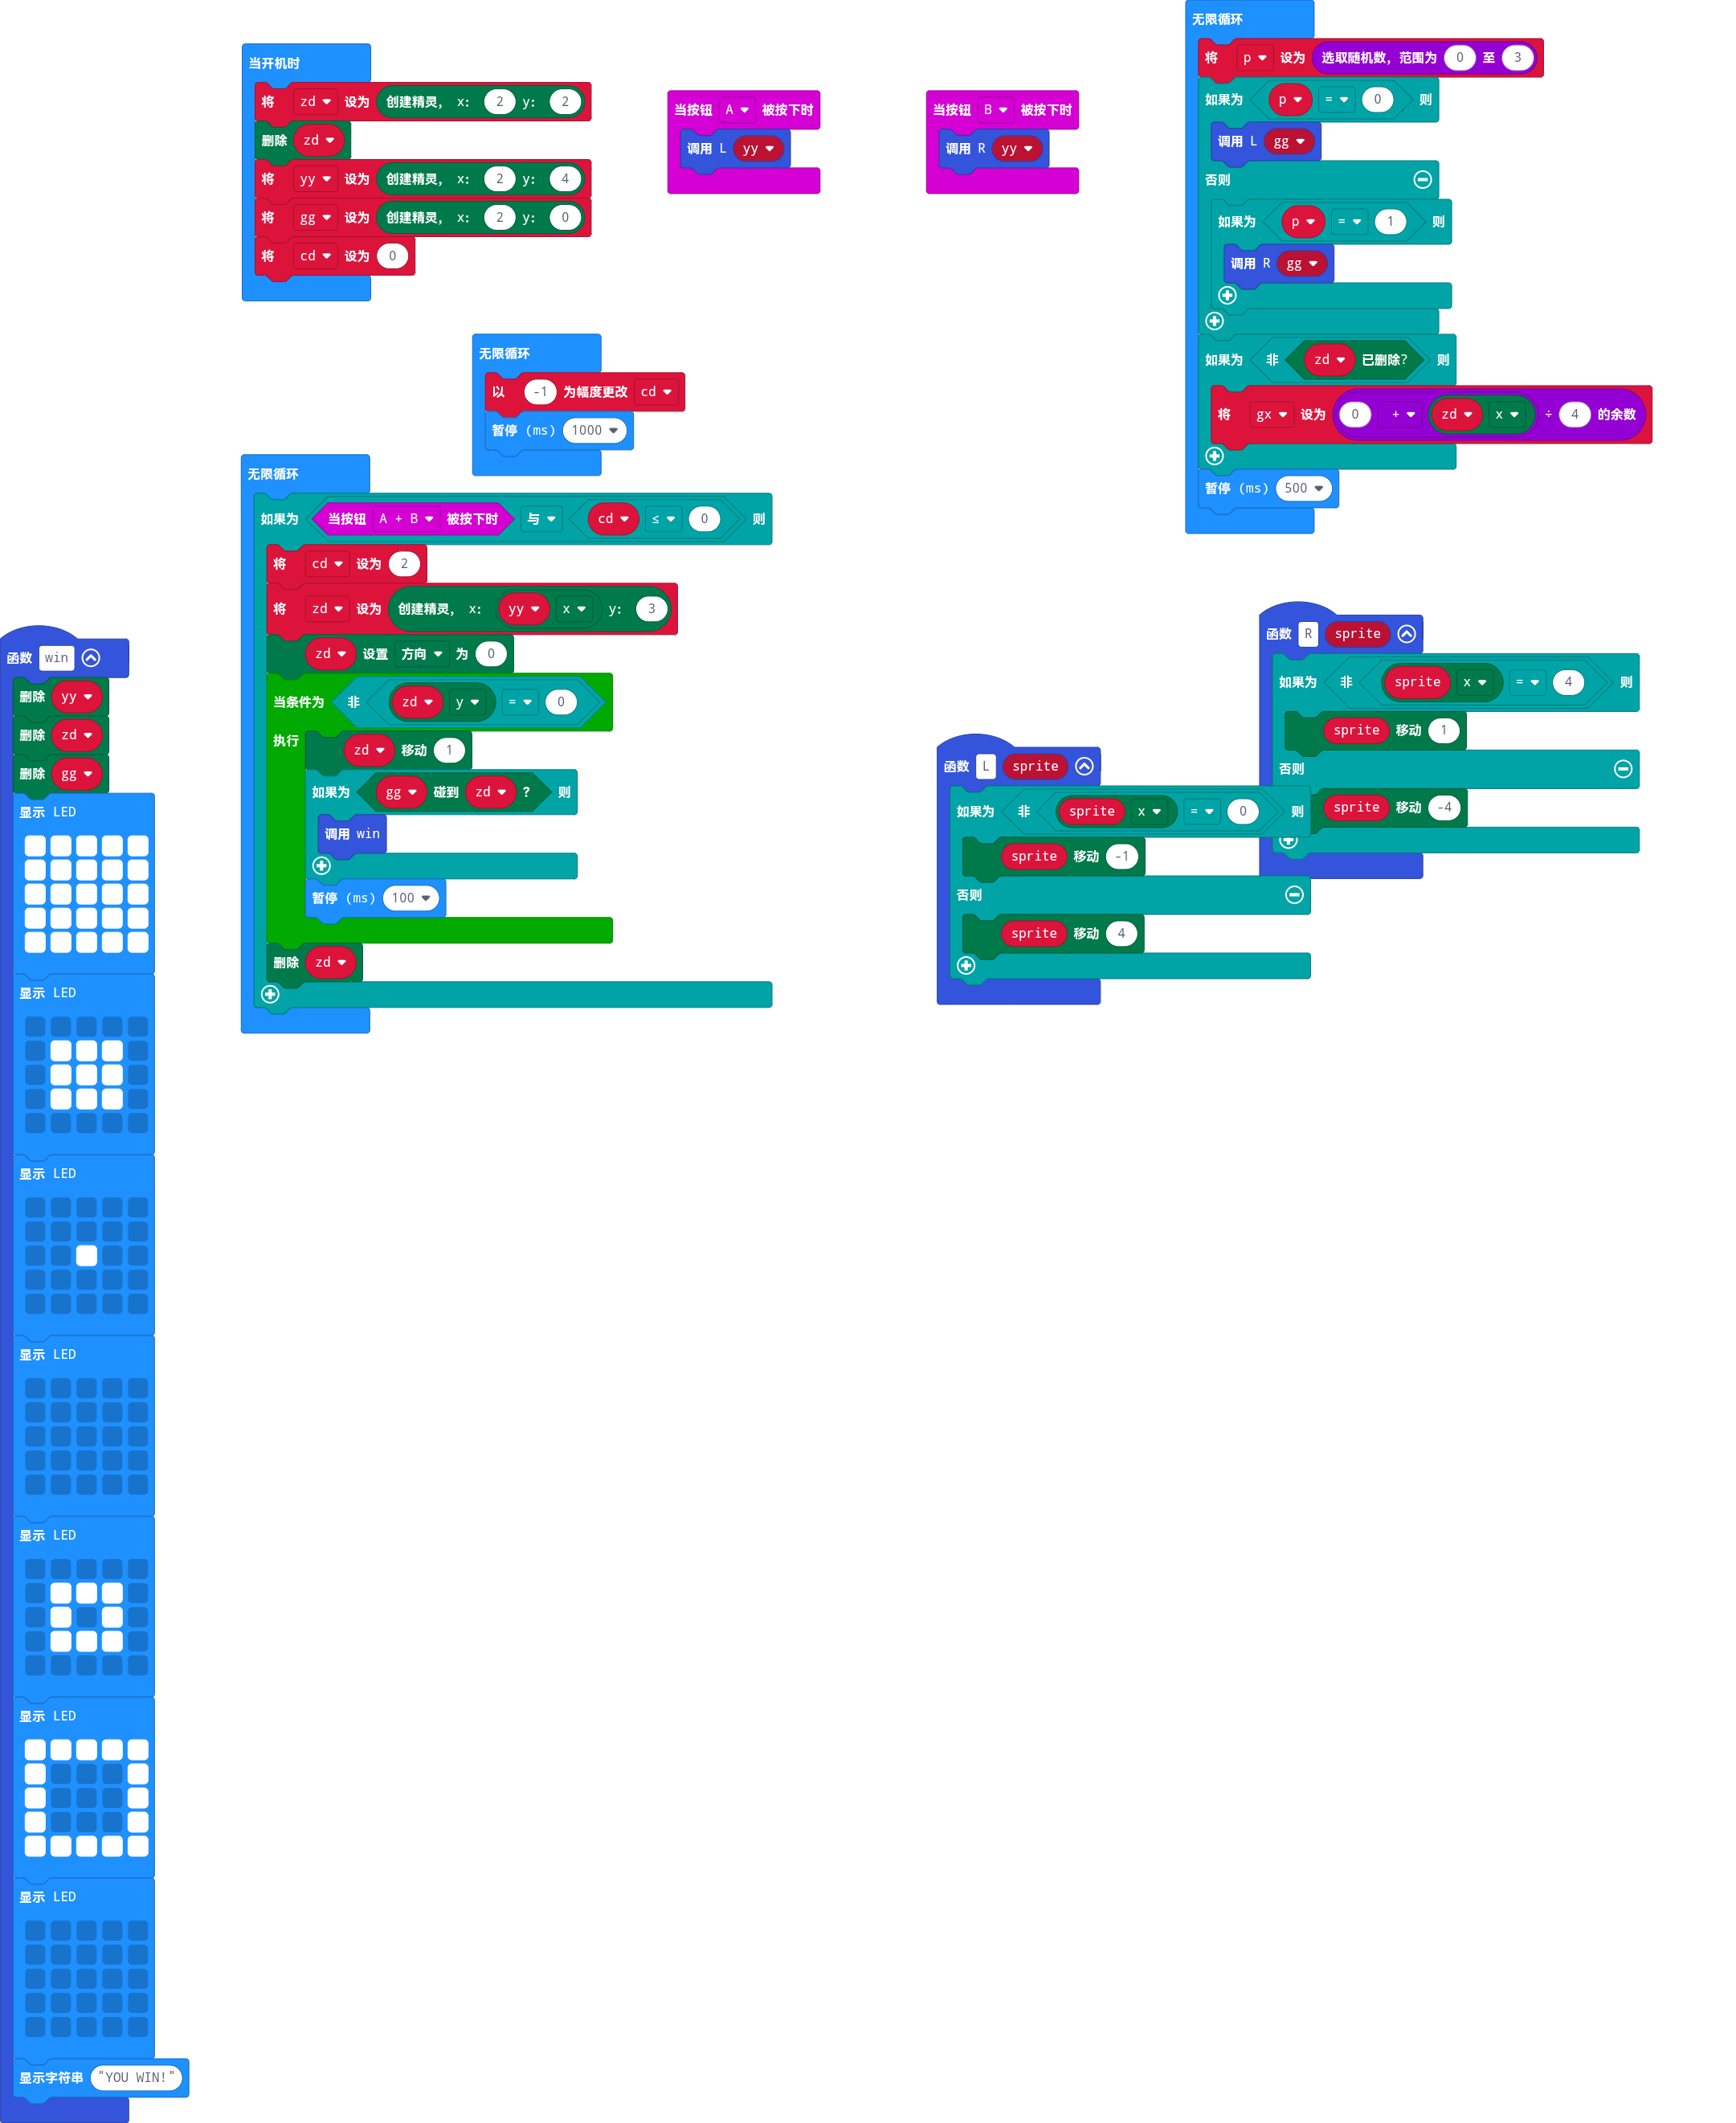 当开机时
将 zd 设为 创建精灵, x: 2 y: 2
删除 zd
将 yy 设为 创建精灵, x: 2 y: 4
将 gg 设为 创建精灵, x: 2 y: 0
将 cd 设为 0
当按钮 A 被按下时
调用 L yy
当按钮 B 被按下时
调用 R yy
无限循环
将 p 设为 选取随机数, 范围为 0 至 3
如果为 p = 0 则
调用 L gg
否则
如果为 p = 1 则
调用 R gg
如果为 非 zd 已删除? 则
将 gx 设为 0 + zd x ÷ 4 的余数
暂停 (ms) 500
无限循环
以 -1 为幅度更改 cd
暂停 (ms) 1000
无限循环
如果为 当按钮 A + B 被按下时 与 cd ≤ 0 则
将 cd 设为 2
将 zd 设为 创建精灵, x: yy x y: 3
zd 设置 方向 为 0
当条件为 非 zd y = 0
执行 zd 移动 1
如果为 gg 碰到 zd ? 则
调用 win
暂停 (ms) 100
删除 zd
函数 R sprite
如果为 非 sprite x = 4 则
sprite 移动 1
否则
sprite 移动 -4
函数 L sprite
如果为 非 sprite x = 0 则
sprite 移动 -1
否则
sprite 移动 4
函数 win
删除 yy
删除 zd
删除 gg
显示 LED
显示 LED
显示 LED
显示 LED
显示 LED
显示 LED
显示 LED
显示字符串 "YOU WIN!"